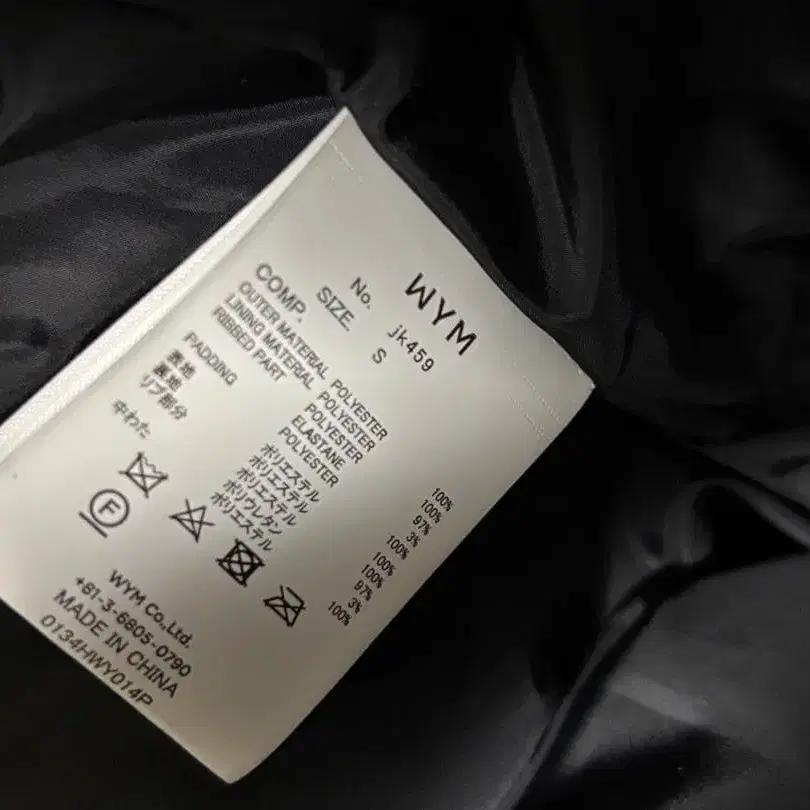 WYM
No. jk459
SIZE S
COMP.
OUTER MATERIAL POLYESTER 100%
LINING MATERIAL POLYESTER 100%
RIBBED PART POLYESTER 97%
ELASTANE 3%
PADDING POLYESTER 100%
表地 ポリエステル 100%
裏地 ポリエステル 100%
リブ部分 ポリエステル 97%
ポリウレタン 3%
中わた ポリエステル 100%
F
WYM Co.,Ltd.
+81-3-6805-0790
MADE IN CHINA
0134HWY014P